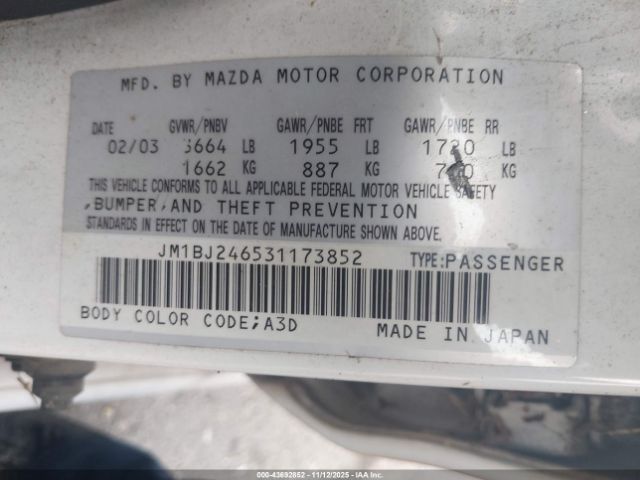 MFD. BY MAZDA MOTOR CORPORATION
DATE GVWR/PNBV GAWR/PNBE FRT GAWR/PNBE RR
02/03 3664 LB 1955 LB 1720 LB
1662 KG 887 KG KG
THIS VEHICLE CONFORMS TO ALL APPLICABLE FEDERAL MOTOR VEHICLE SAFETY
,BUMPER,AND THEFT PREVENTION
STANDARDS IN EFFECT ON THE DATE OF MANUFACTURE SHOWN ABOVE.
JM1BJ246531173852 TYPE:PASSENGER
BODY COLOR CODE;A3D MADE IN JAPAN
000-43692852 - 11/12/2025 - IAAI.com